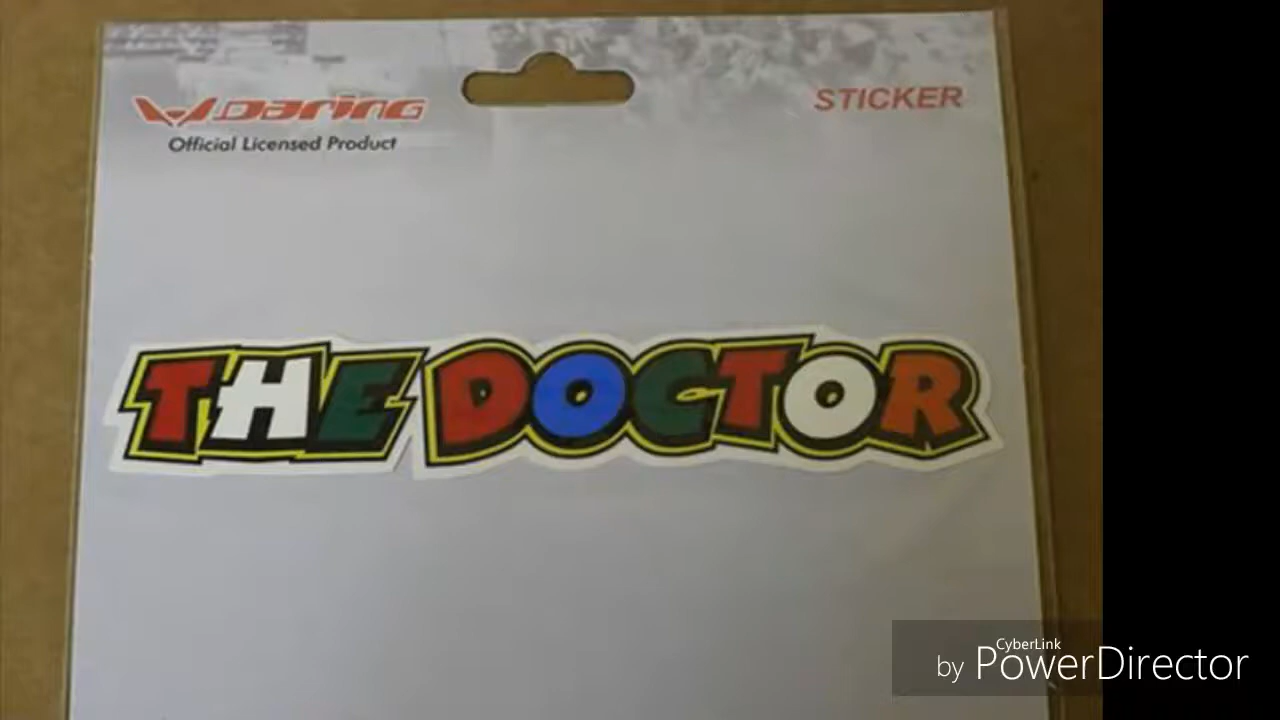 Daring
STICKER
Official Licensed Product
THE DOCTOR
CyberLink
by PowerDirector